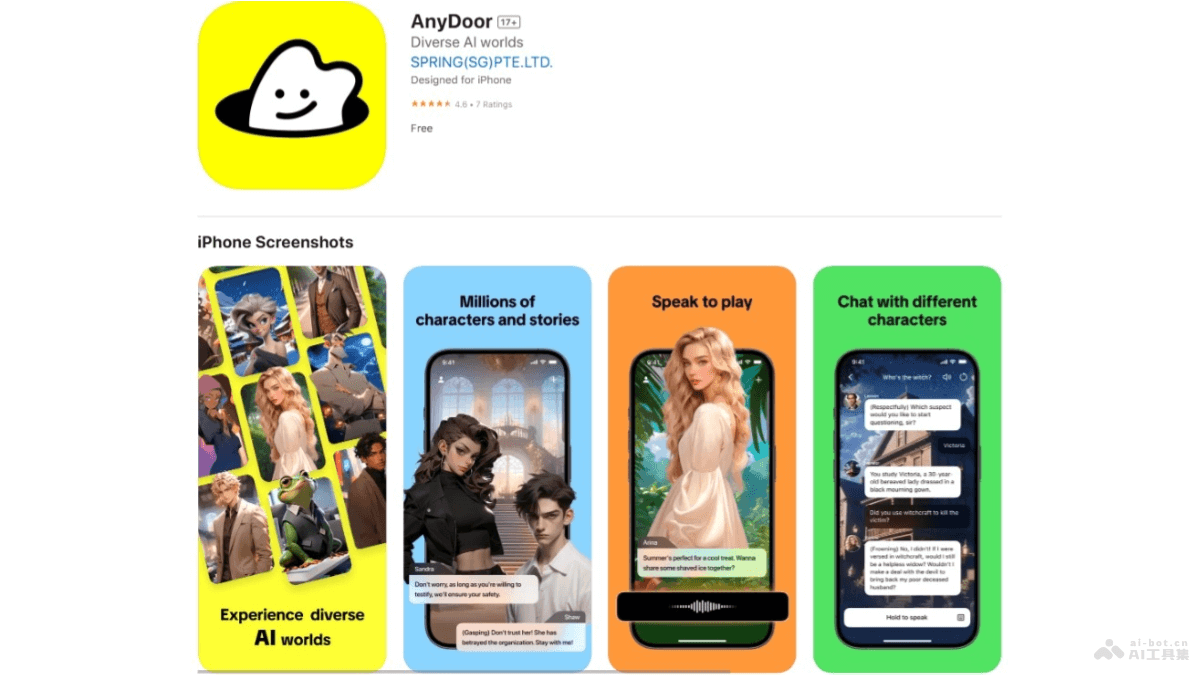 AnyDoor 17+
Diverse AI worlds
SPRING(SG)PTE.LTD.
Designed for iPhone
4.6 • 7 Ratings
Free
iPhone Screenshots
Experience diverse
AI worlds
Millions of
characters and stories
9:41
Sandra
Don't worry, as long as you're willing to
testify, we'll ensure your safety.
Shaw
(Gasping) Don't trust her! She has
betrayed the organization. Stay with me!
Speak to play
9:41
Anna
Summer's perfect for a cool treat. Wanna
share some shaved ice together?
Chat with different
characters
9:41
Who's the witch?
(Respectfully) Which suspect
would you like to start
questioning, sir?
Victoria
You study Victoria, a 30-year-
old bereaved lady dressed in a
black mourning gown.
Did you use witchcraft to kill the
victim?
(Frowning) No, I didn't! If I were
versed in witchcraft, would I still
be a helpless widow? Wouldn't I
make a deal with the devil to
bring back my poor deceased
husband?
Hold to speak
ai-bot.cn
AI工具集